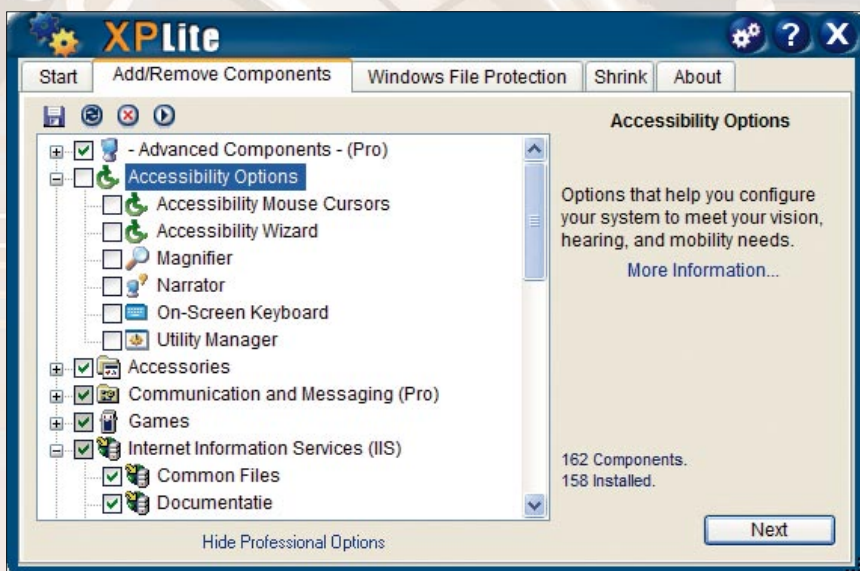 XPLite
Start Add/Remove Components Windows File Protection Shrink About
- Advanced Components - (Pro)
Accessibility Options
Accessibility Mouse Cursors
Accessibility Wizard
Magnifier
Narrator
On-Screen Keyboard
Utility Manager
Accessories
Communication and Messaging (Pro)
Games
Internet Information Services (IIS)
Common Files
Documentatie
Hide Professional Options
Accessibility Options
Options that help you configure
your system to meet your vision,
hearing, and mobility needs.
More Information...
162 Components.
158 Installed.
Next